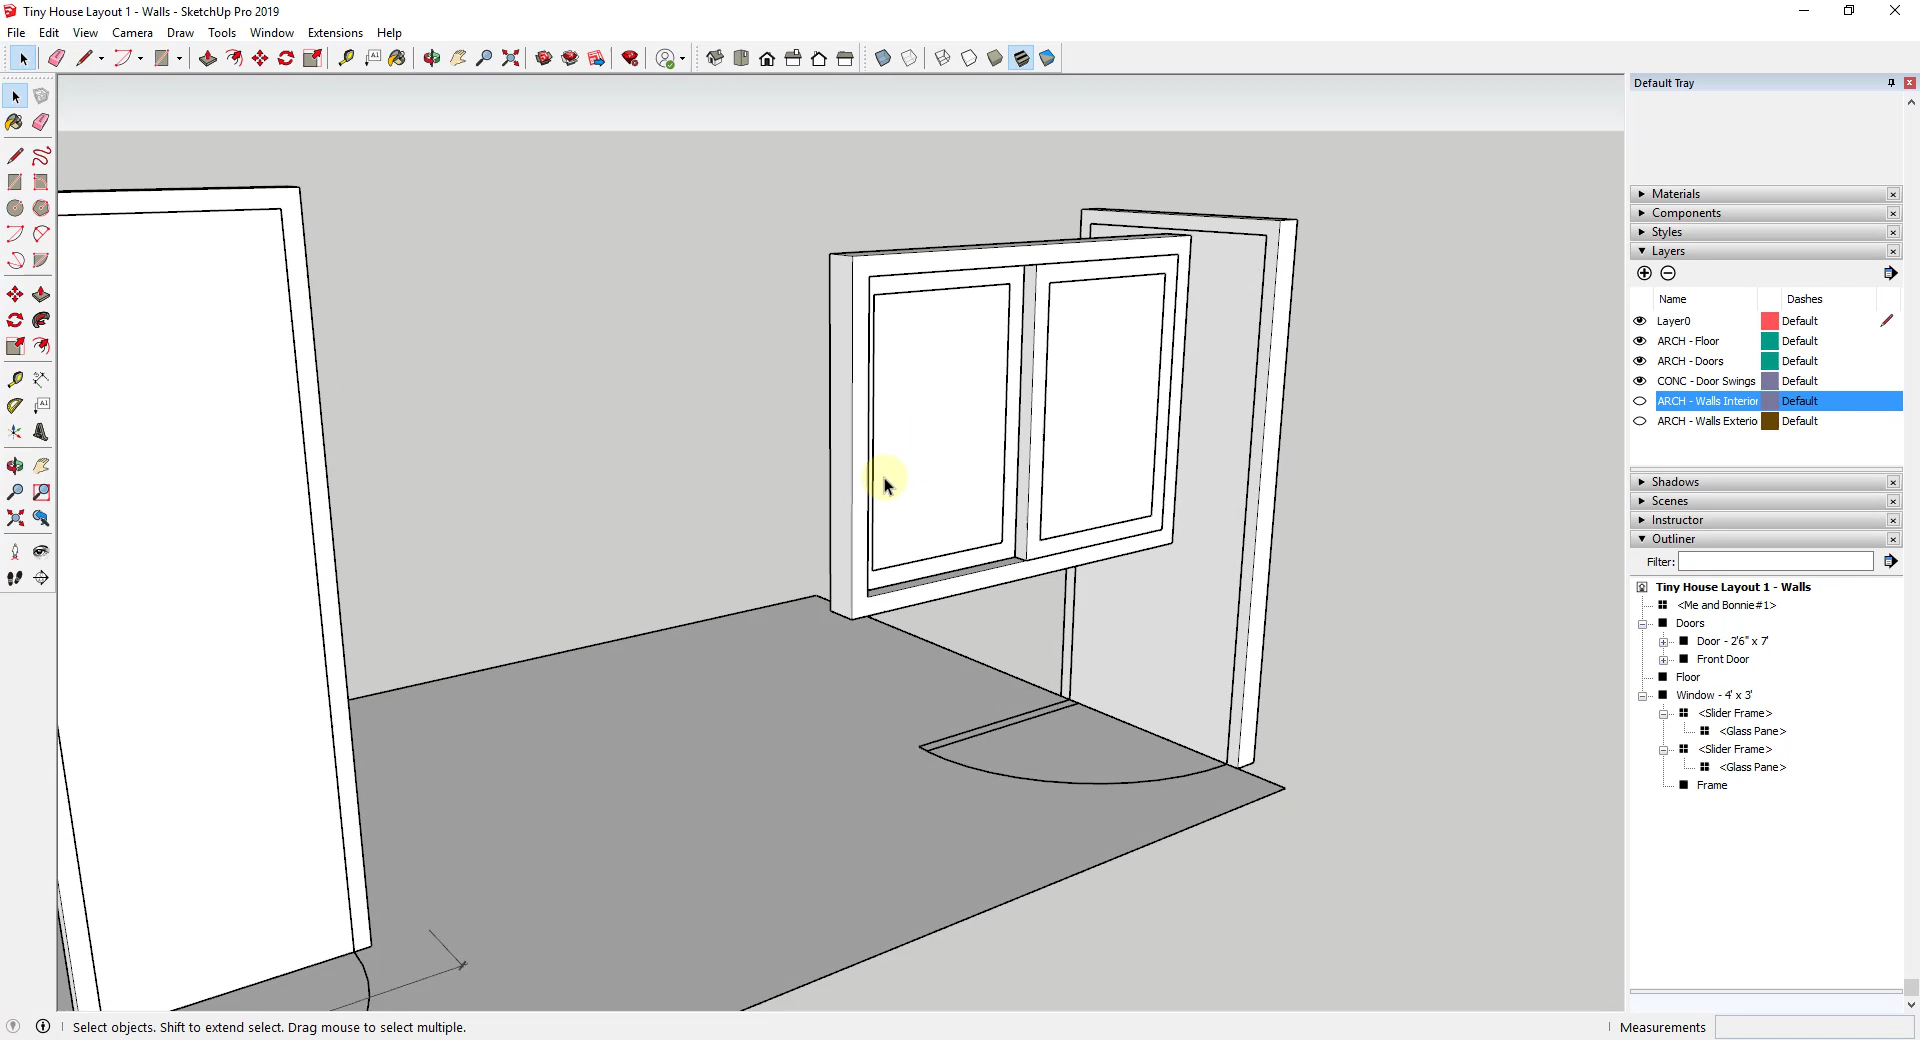 Tiny House Layout 1 - Walls - SketchUp Pro 2019
File Edit View Camera Draw Tools Window Extensions Help
Default Tray
Materials
Components
Styles
Layers
Name Dashes
Layer0 Default
ARCH - Floor Default
ARCH - Doors Default
CONC - Door Swings Default
ARCH - Walls Interior Default
ARCH - Walls Exterio Default
Shadows
Scenes
Instructor
Outliner
Filter:
Tiny House Layout 1 - Walls
<Me and Bonnie#1>
Doors
Door - 2'6" x 7'
Front Door
Floor
Window - 4' x 3'
<Slider Frame>
<Glass Pane>
<Slider Frame>
<Glass Pane>
Frame
Select objects. Shift to extend select. Drag mouse to select multiple.
Measurements